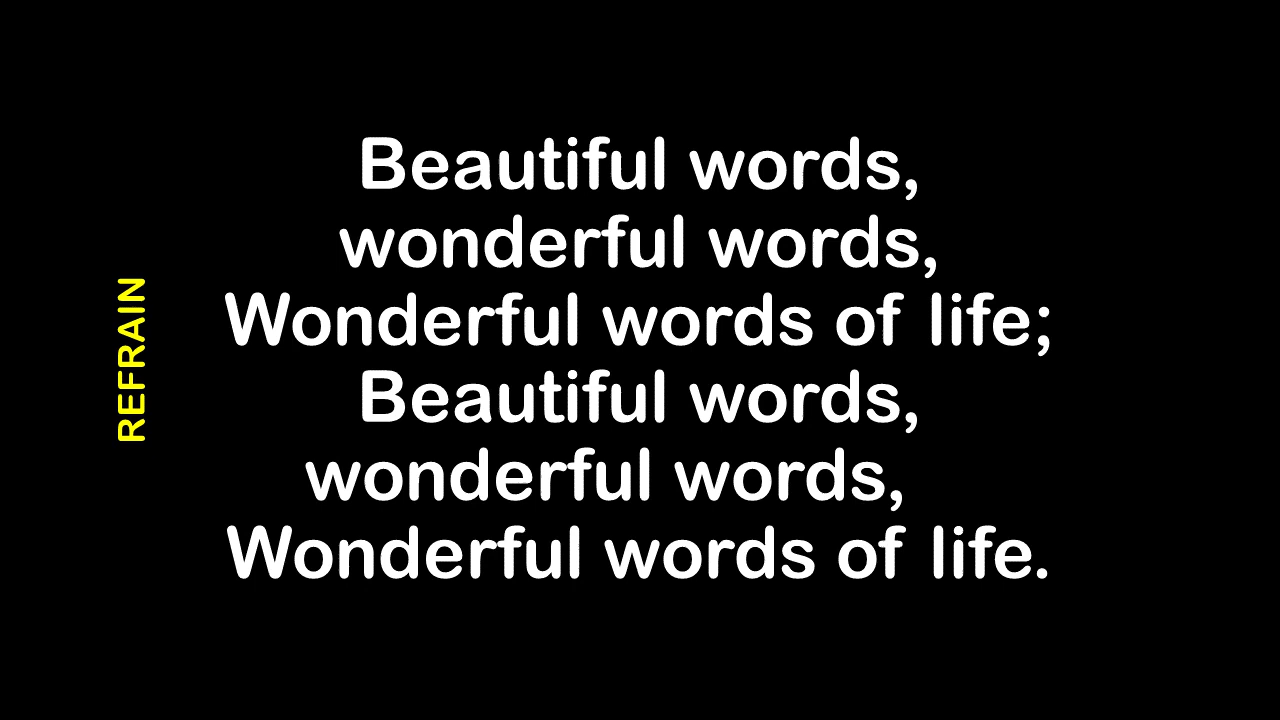 REFRAIN
Beautiful words,
wonderful words,
Wonderful words of life;
Beautiful words,
wonderful words,
Wonderful words of life.